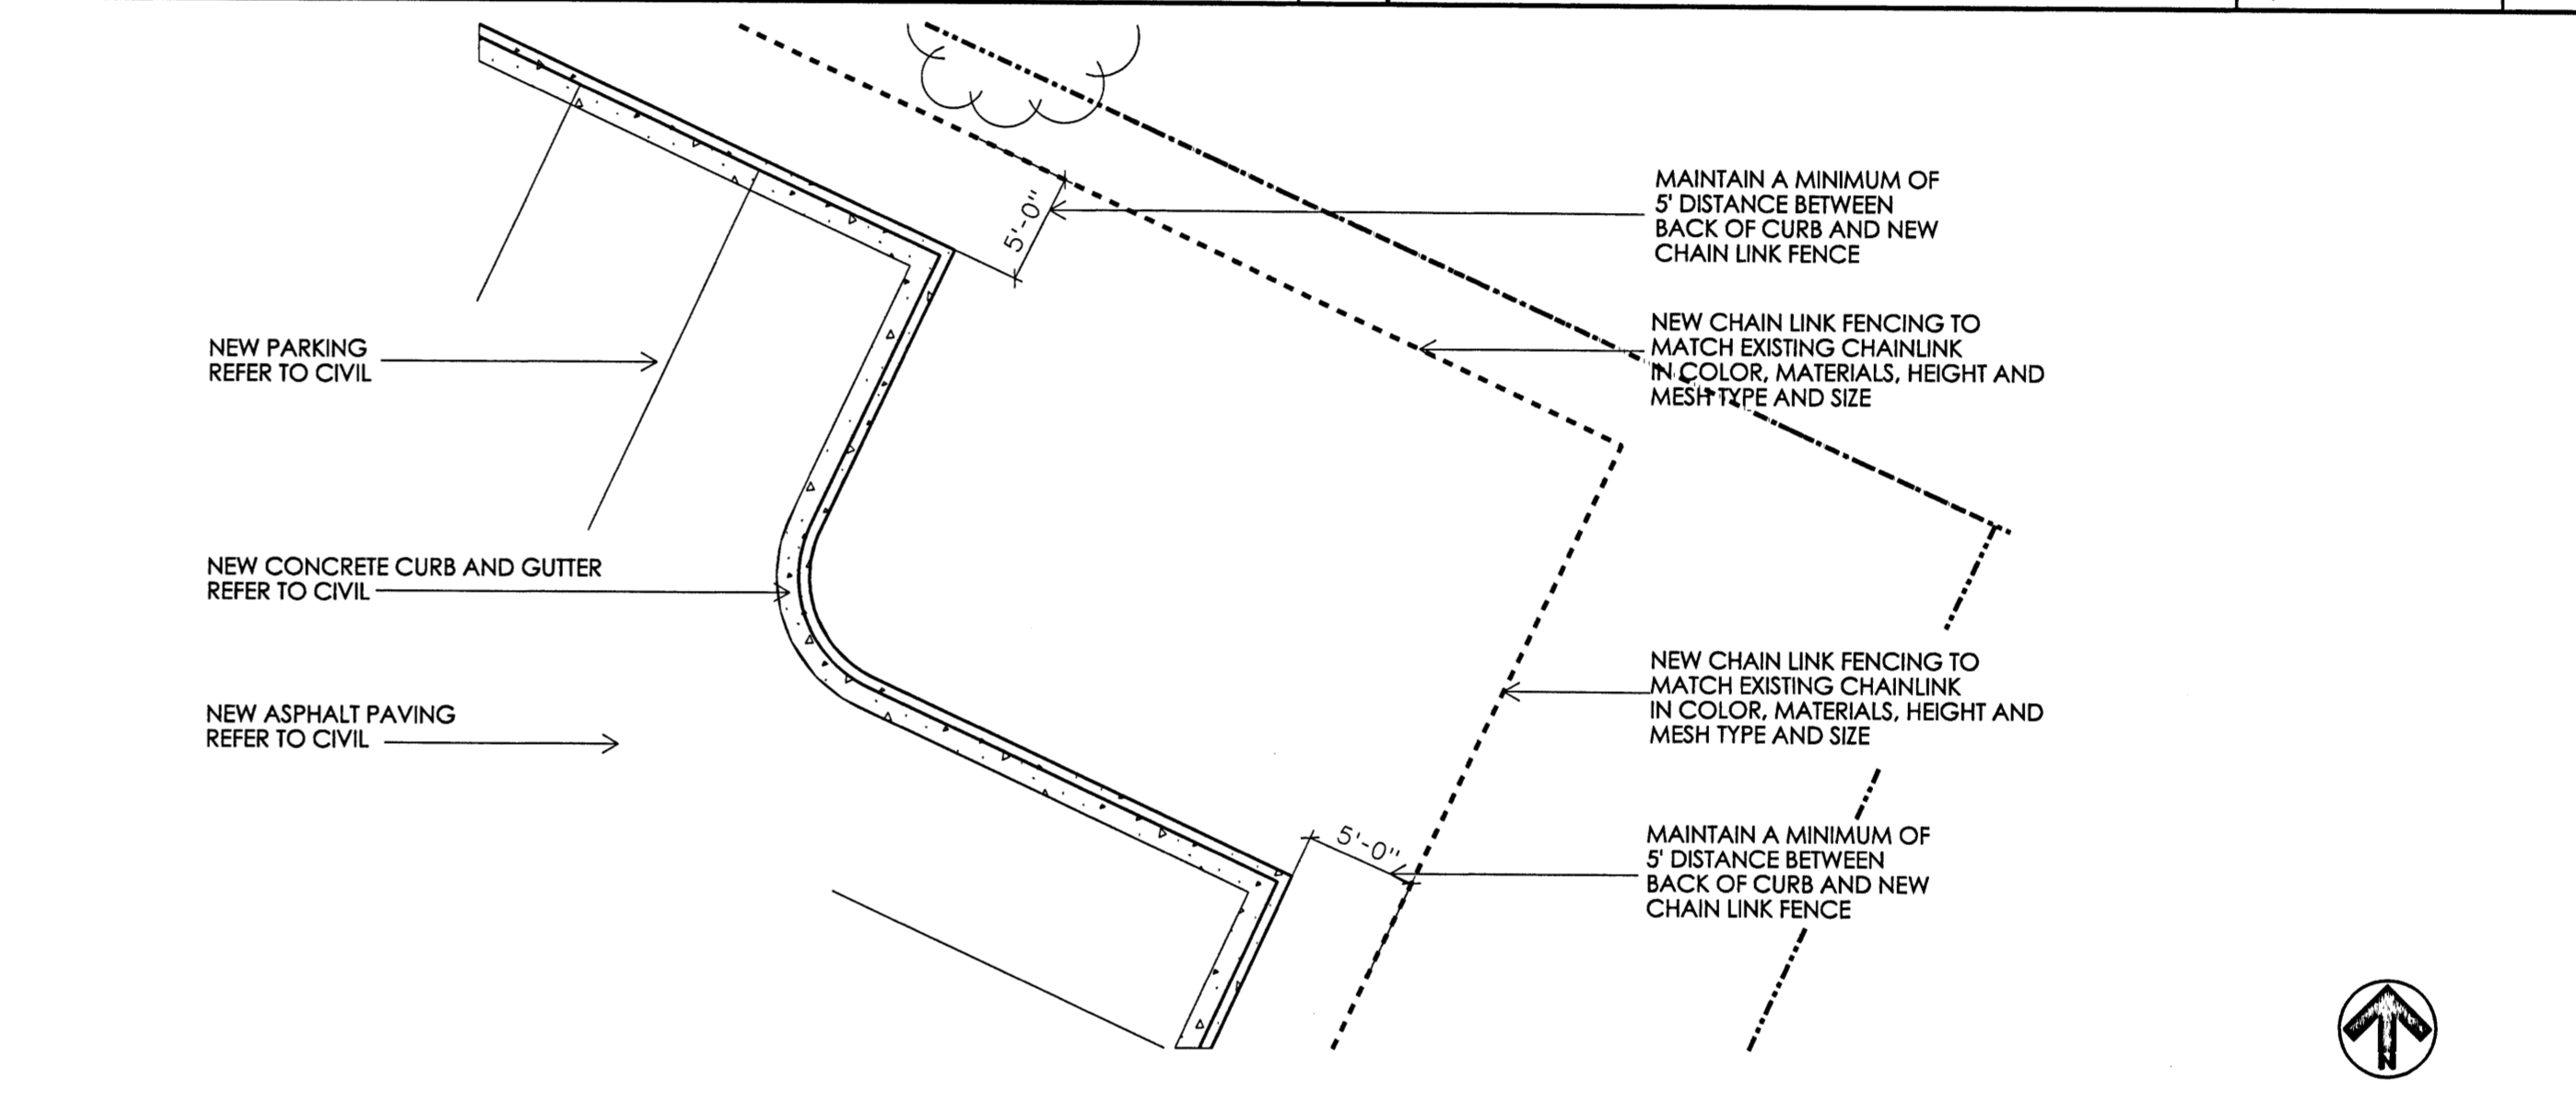 MAINTAIN A MINIMUM OF
5' DISTANCE BETWEEN
BACK OF CURB AND NEW
CHAIN LINK FENCE
5'-0"
NEW CHAIN LINK FENCING TO
MATCH EXISTING CHAINLINK
IN COLOR, MATERIALS, HEIGHT AND
MESH TYPE AND SIZE
NEW PARKING
REFER TO CIVIL
NEW CONCRETE CURB AND GUTTER
REFER TO CIVIL
NEW ASPHALT PAVING
REFER TO CIVIL
NEW CHAIN LINK FENCING TO
MATCH EXISTING CHAINLINK
IN COLOR, MATERIALS, HEIGHT AND
MESH TYPE AND SIZE
5'-0"
MAINTAIN A MINIMUM OF
5' DISTANCE BETWEEN
BACK OF CURB AND NEW
CHAIN LINK FENCE
N